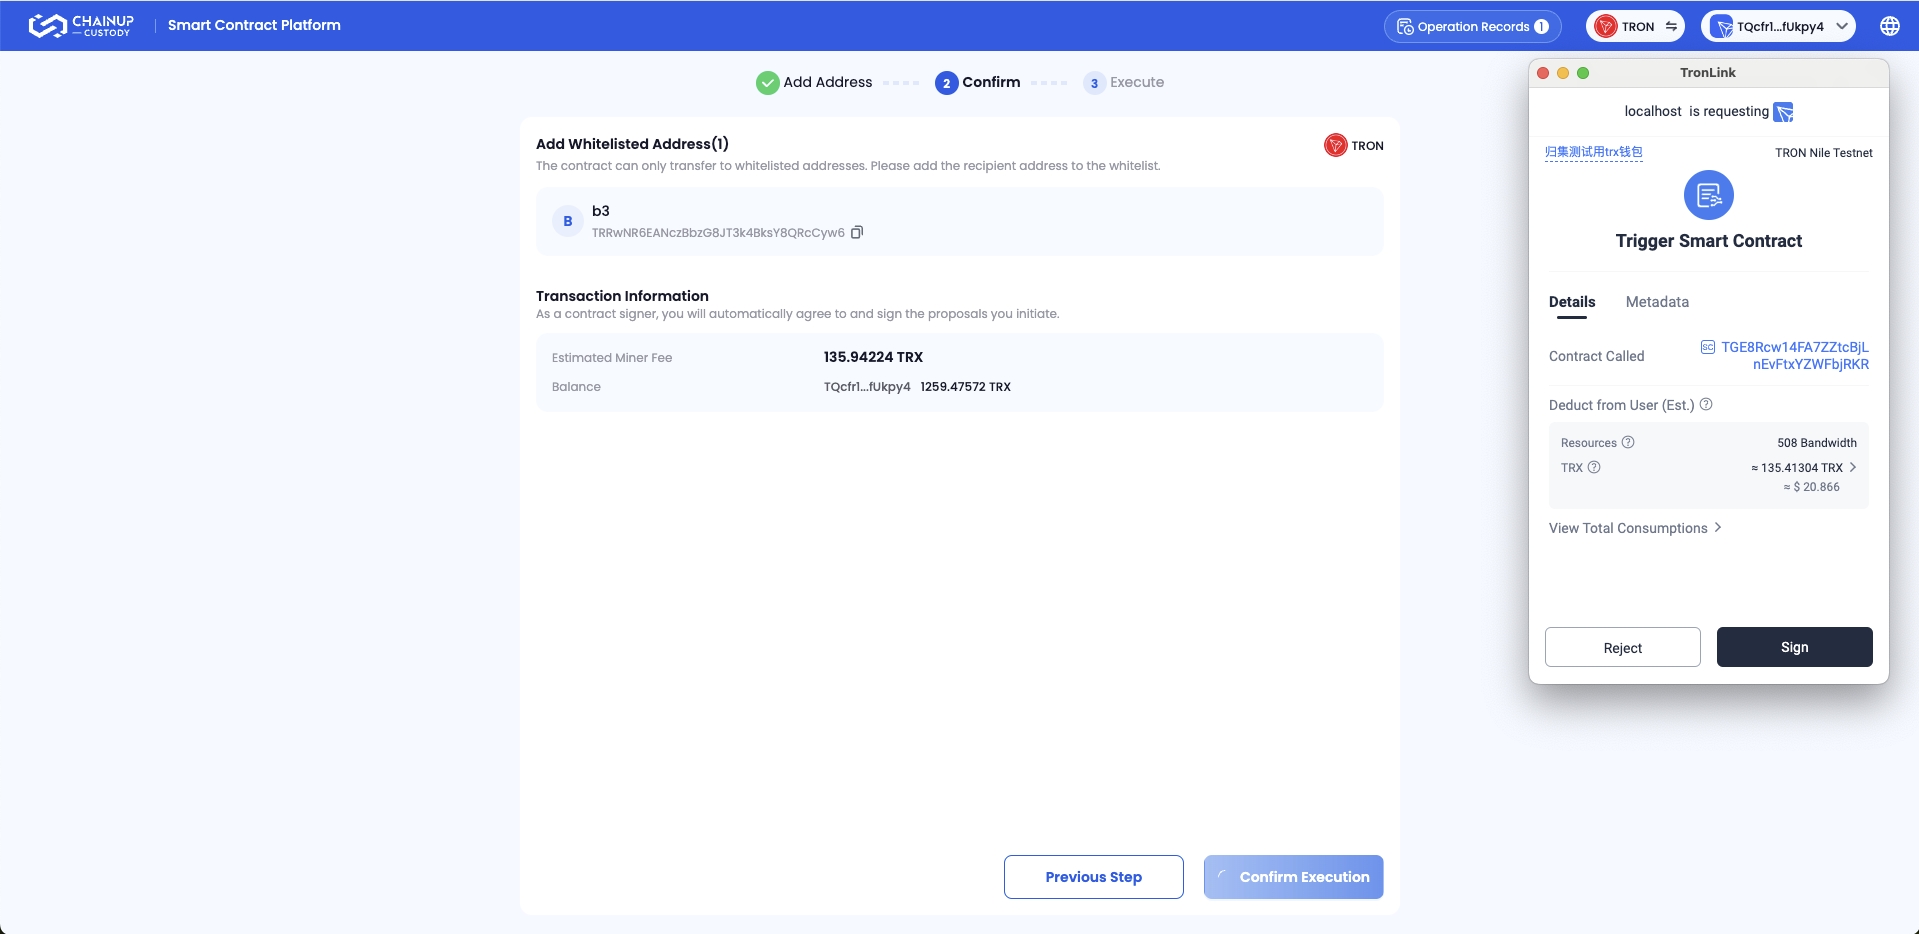 CHAINUP
CUSTODY
Smart Contract Platform
Operation Records 1
TRON
TQcfr1...fUkpy4
Add Address
2 Confirm
3 Execute
Add Whitelisted Address(1)
TRON
The contract can only transfer to whitelisted addresses. Please add the recipient address to the whitelist.
B
b3
TRRwNR6EANczBbzG8JT3k4BksY8QRcCyw6
Transaction Information
As a contract signer, you will automatically agree to and sign the proposals you initiate.
Estimated Miner Fee 135.94224 TRX
Balance TQcfr1...fUkpy4 1259.47572 TRX
Previous Step
Confirm Execution
TronLink
localhost is requesting
归集测试用trx钱包
TRON Nile Testnet
Trigger Smart Contract
Details Metadata
Contract Called
SC TGE8Rcw14FA7ZZtcBjL
nEvFtxYZWFbjRKR
Deduct from User (Est.) ?
Resources ? 508 Bandwidth
TRX ? ≈ 135.41304 TRX
≈ $ 20.866
View Total Consumptions
Reject
Sign